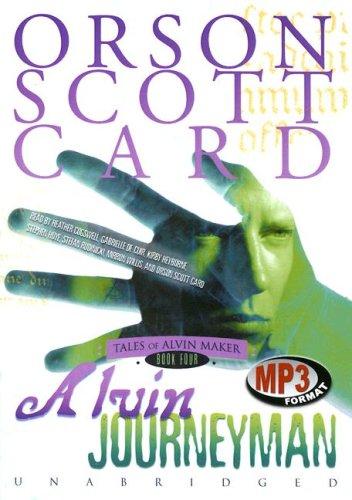 ORSON
SCOTT
CARD
READ BY HEATHER COGSWELL, GABRIELLE DE CUIR, KIRBY HEYBORNE,
STEPHEN HOYE, STEFAN RUDNICKI, MIRRON WILLIS, AND ORSON SCOTT CARD
TALES OF ALVIN MAKER
BOOK FOUR
MP3
FORMAT
Alvin
JOURNEYMAN
UNABRIDGED